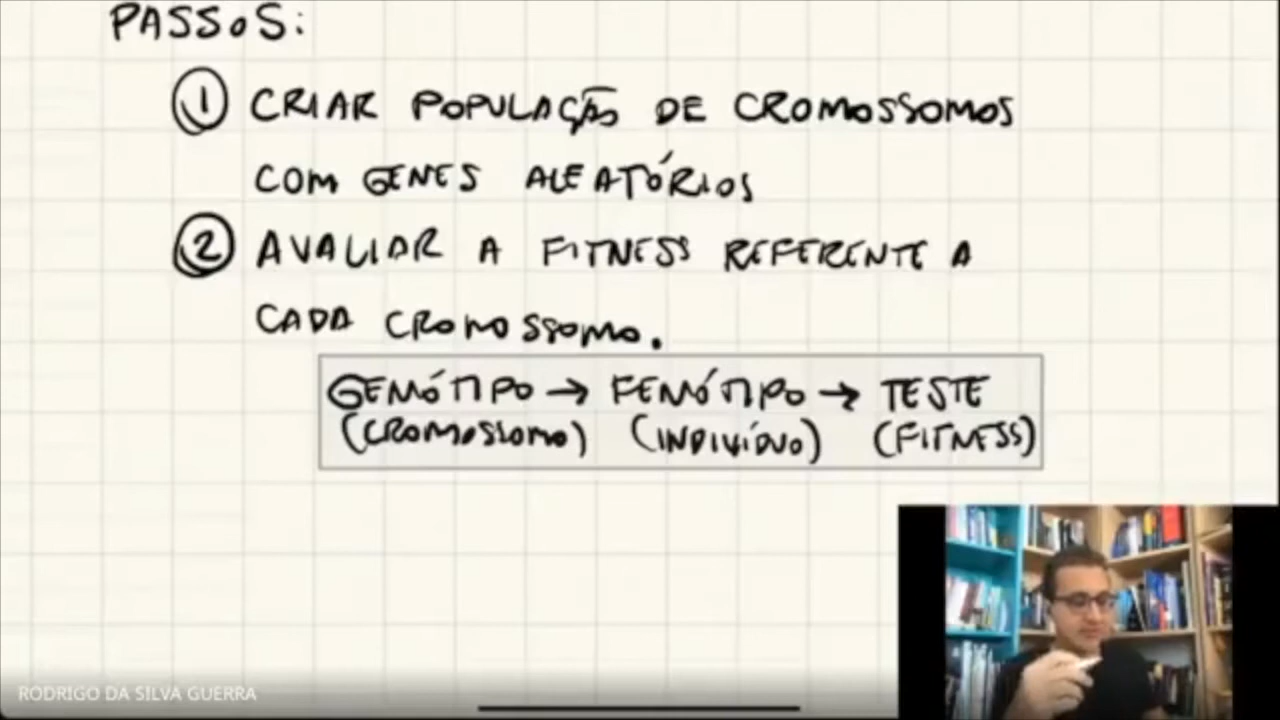 PASSOS:
① CRIAR POPULAÇÃO DE CROMOSSOMOS
COM GENES ALEATÓRIOS
② AVALIAR A FITNESS REFERENTE A
CADA CROMOSSOMO.
GENÓTIPO → FENÓTIPO → TESTE
(CROMOSSOMO) (INDIVÍDUO) (FITNESS)
RODRIGO DA SILVA GUERRA